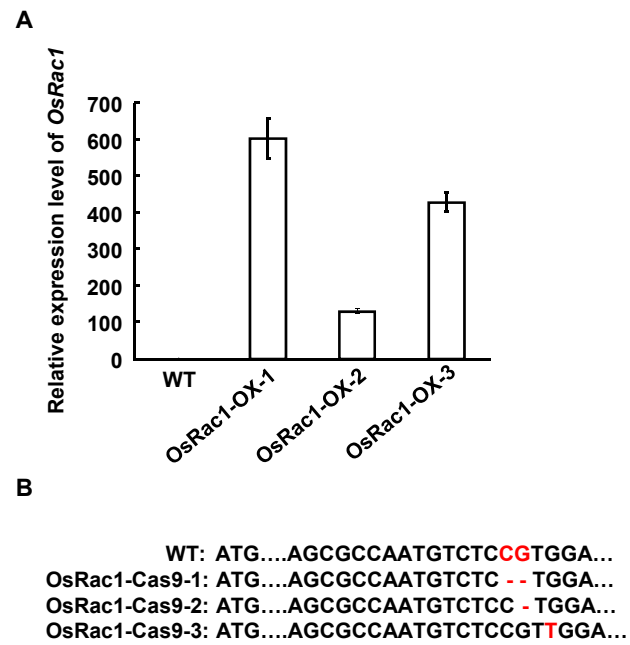 A
Relative expression level of OsRac1
700
600
500
400
300
200
100
0
WT
OsRac1-OX-1
OsRac1-OX-2
OsRac1-OX-3
B
WT: ATG....AGCGCCAATGTCTCCCGTGGA...
OsRac1-Cas9-1: ATG....AGCGCCAATGTCTCC - - TGGA...
OsRac1-Cas9-2: ATG....AGCGCCAATGTCTCC - TGGA...
OsRac1-Cas9-3: ATG....AGCGCCAATGTCTCCGTTGGA...